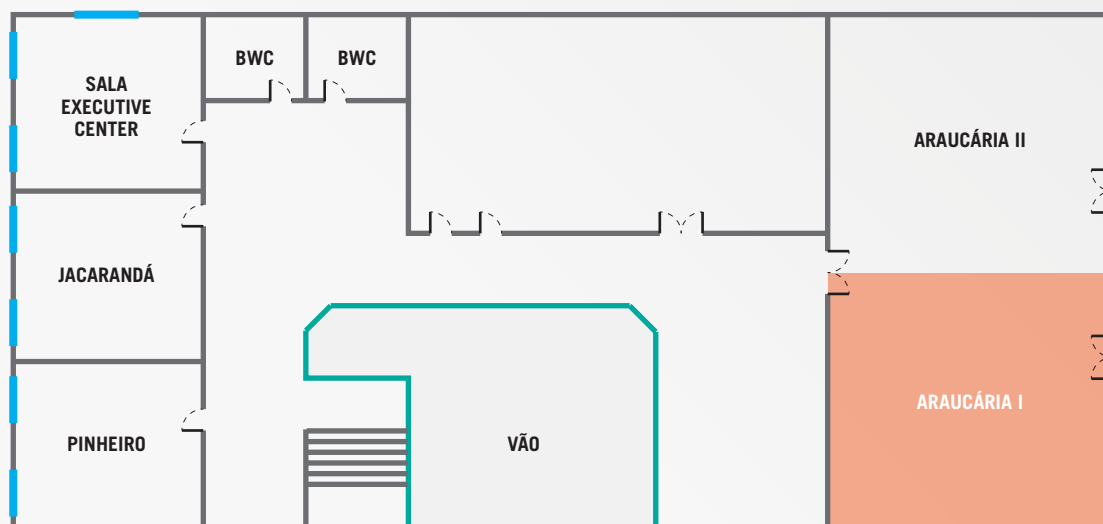 BWC
BWC
SALA
EXECUTIVE
CENTER
ARAUCÁRIA II
JACARANDÁ
ARAUCÁRIA I
PINHEIRO
VÃO